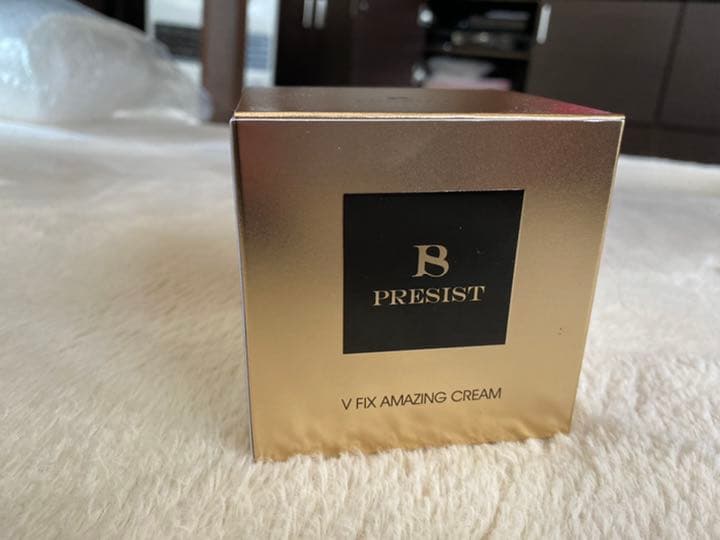 PRESIST
V FIX AMAZING CREAM